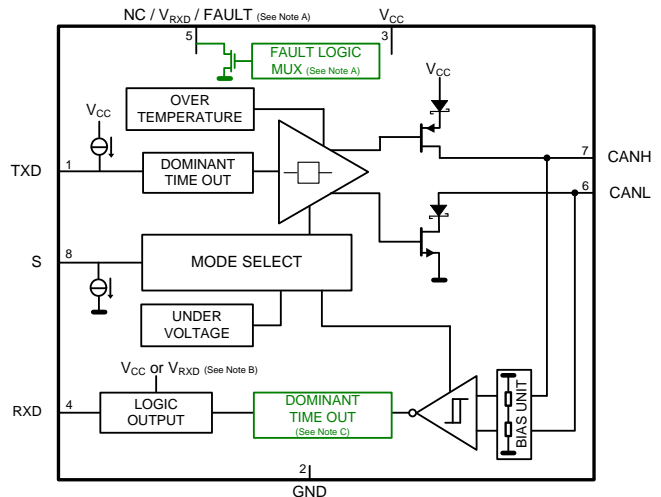 NC / VRXD / FAULT (See Note A)
VCC
5
3
FAULT LOGIC
MUX (See Note A)
VCC
OVER
TEMPERATURE
VCC
TXD
1
DOMINANT
TIME OUT
7
CANH
6
CANL
S
8
MODE SELECT
UNDER
VOLTAGE
VCC or VRXD (See Note B)
RXD
4
LOGIC
OUTPUT
DOMINANT
TIME OUT
(See Note C)
BIAS UNIT
2
GND